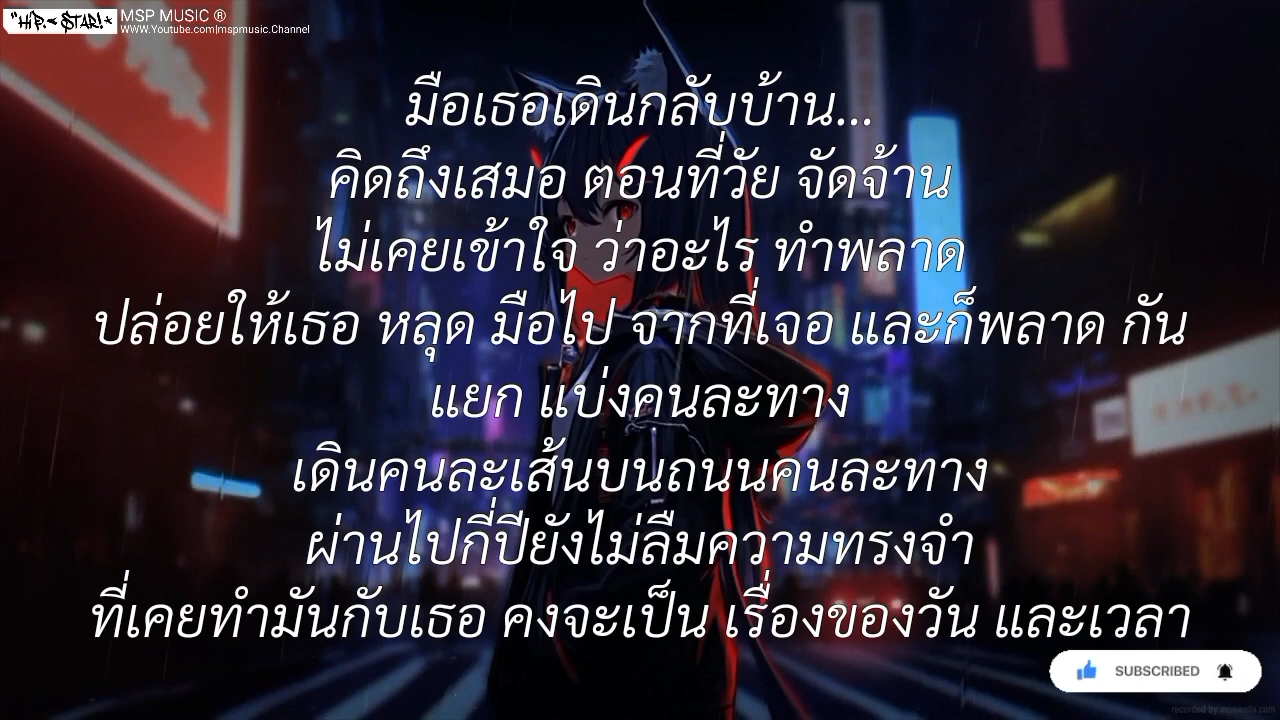 "HiP.~$TAR!*
MSP MUSIC ®
WWW.Youtube.com|mspmusic.Channel
มือเธอเดินกลับบ้าน...
คิดถึงเสมอ ตอนที่วัย จัดจ้าน
ไม่เคยเข้าใจ ว่าอะไร ทำพลาด
ปล่อยให้เธอ หลุด มือไป จากที่เจอ และก็พลาด กัน
แยก แบ่งคนละทาง
เดินคนละเส้นบนถนนคนละทาง
ผ่านไปกี่ปียังไม่ลืมความทรงจำ
ที่เคยทำมันกับเธอ คงจะเป็น เรื่องของวัน และเวลา
SUBSCRIBED
recorded by moewalls.com